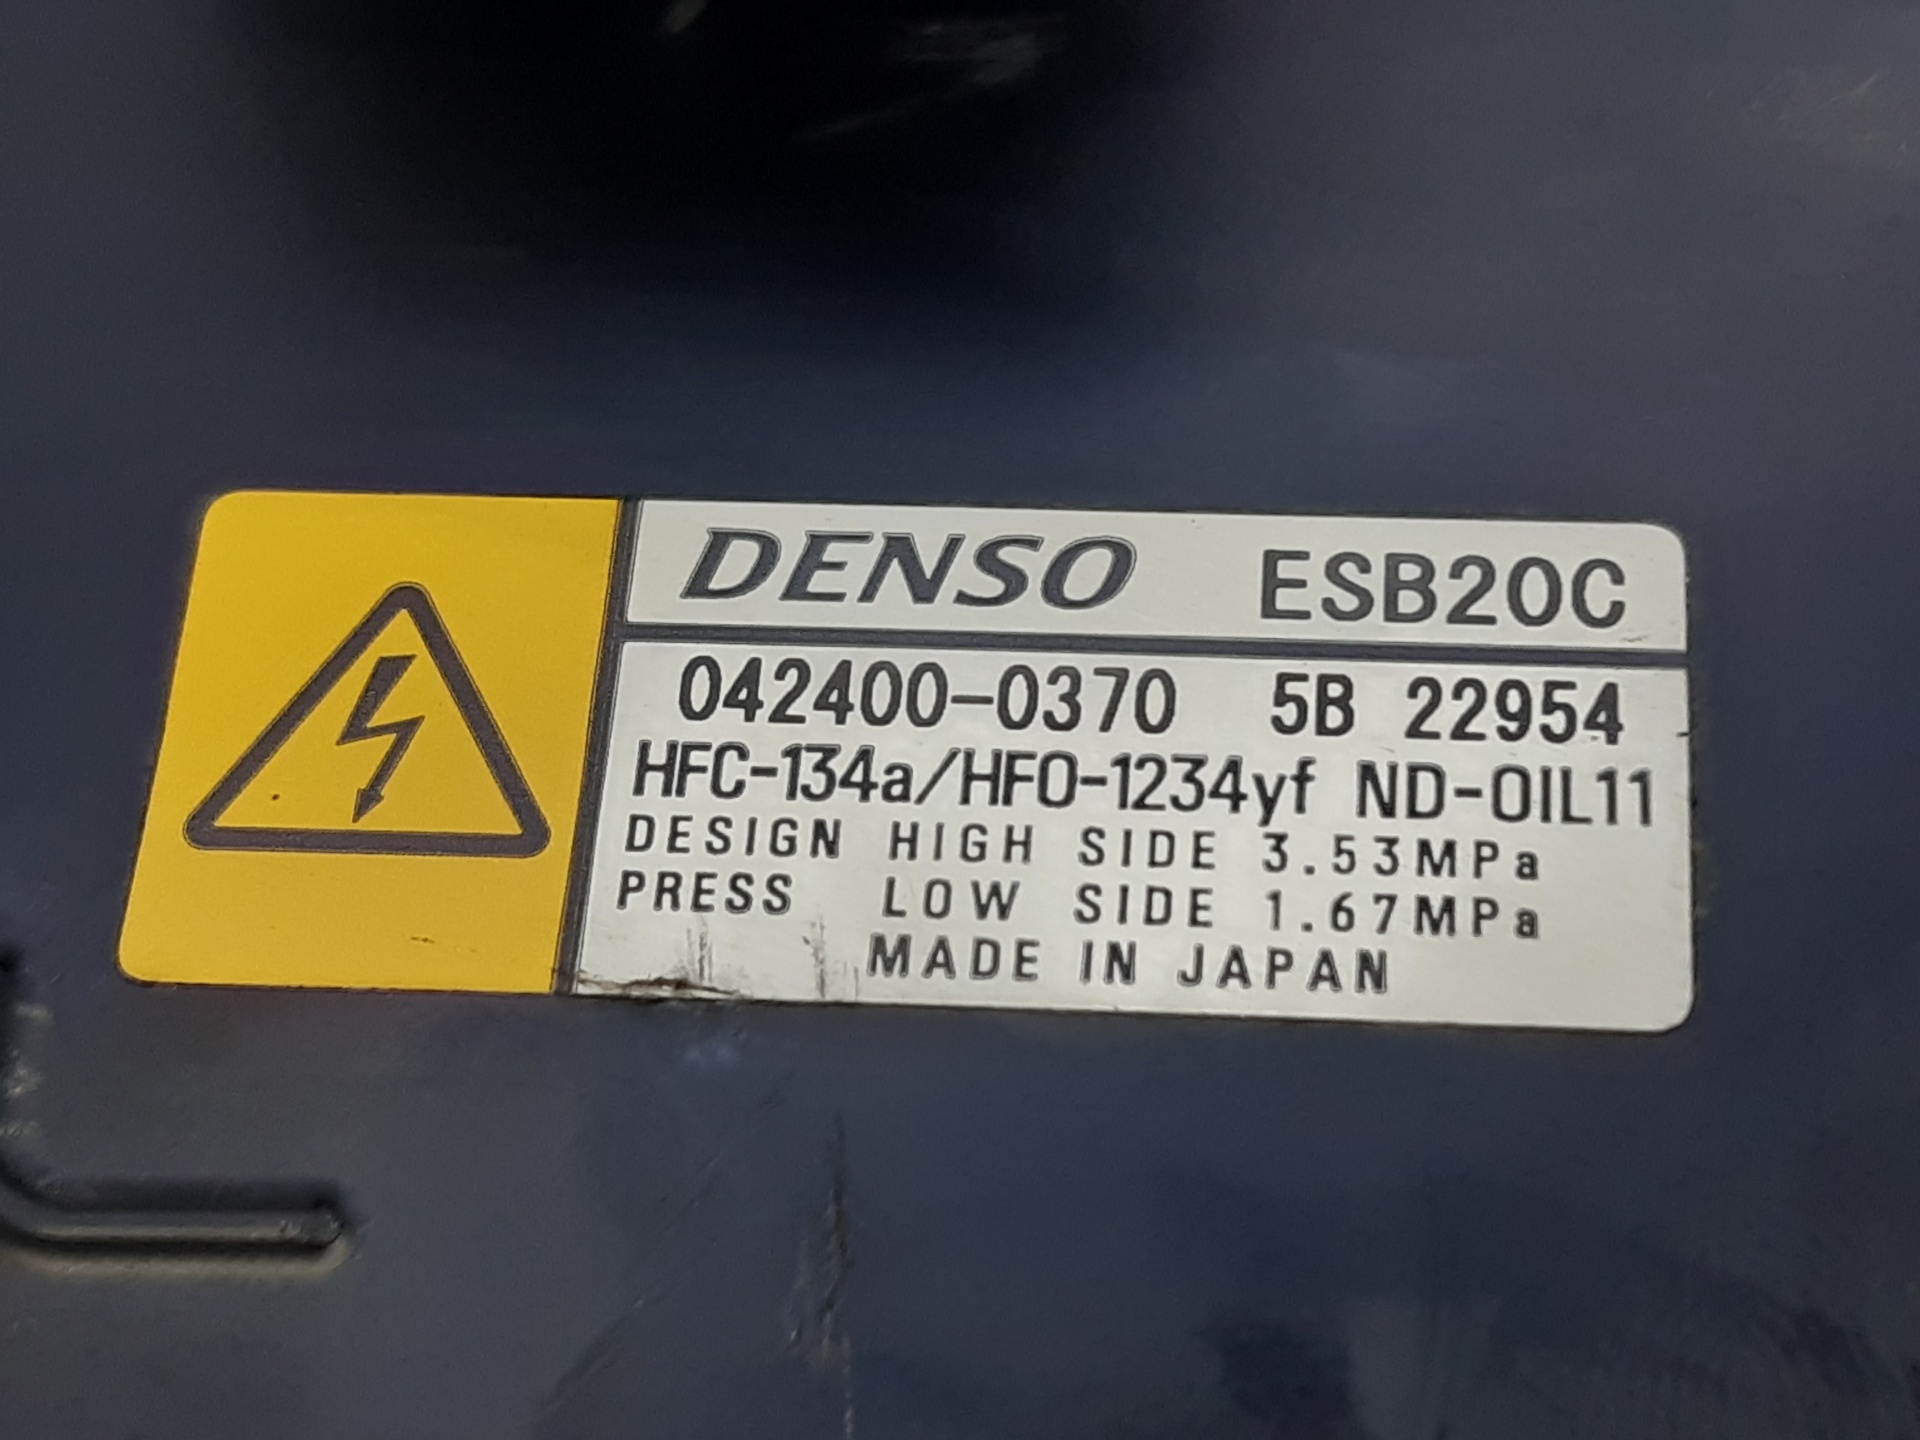 DENSO ESB20C
042400-0370 5B 22954
HFC-134a/HFO-1234yf ND-OIL11
DESIGN HIGH SIDE 3.53MPa
PRESS LOW SIDE 1.67MPa
MADE IN JAPAN